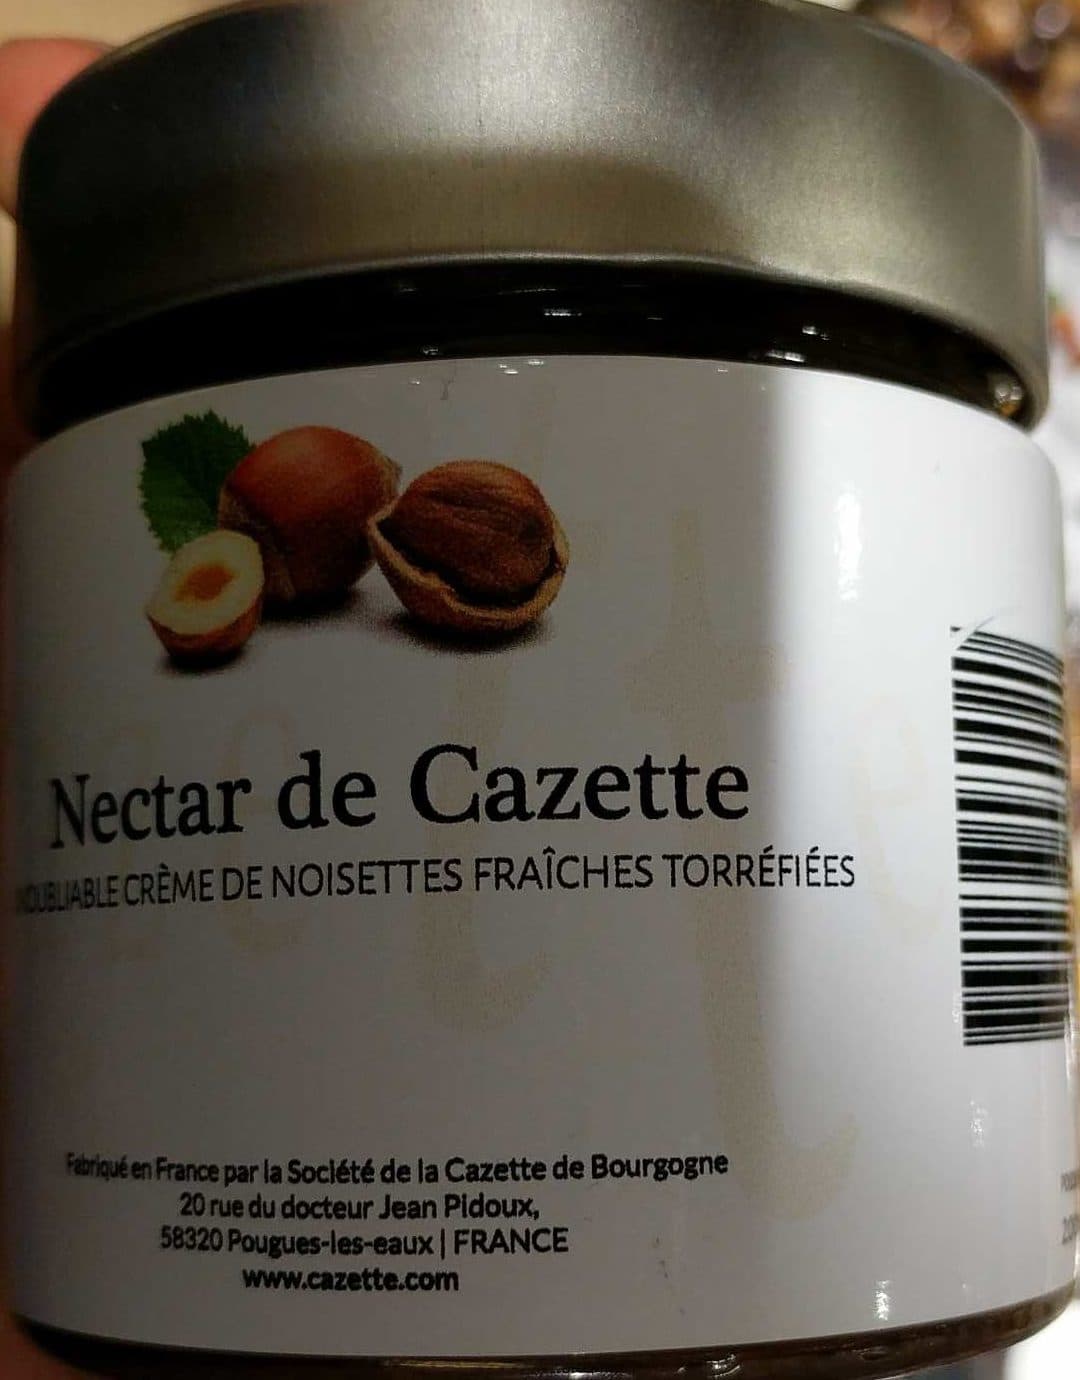 Nectar de Cazette
INOUBLIABLE CRÈME DE NOISETTES FRAÎCHES TORRÉFIÉES
Fabriqué en France par la Société de la Cazette de Bourgogne
20 rue du docteur Jean Pidoux,
58320 Pougues-les-eaux | FRANCE
www.cazette.com